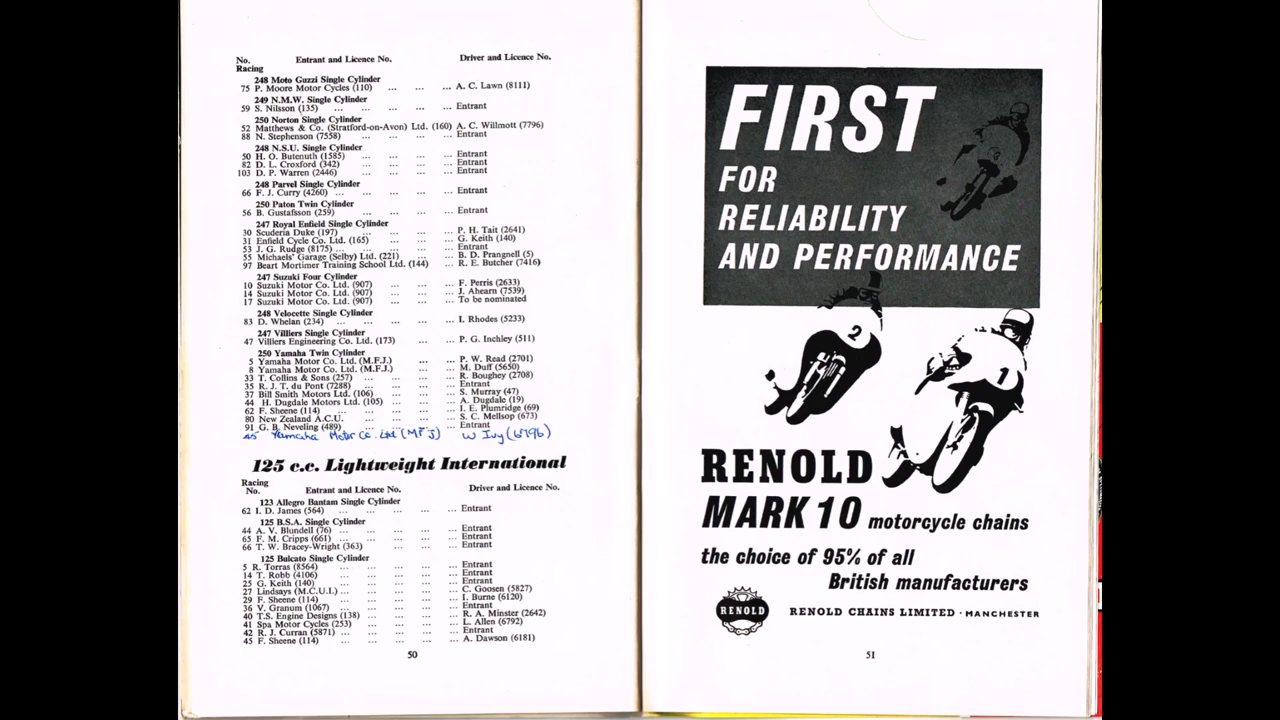 No. Entrant and Licence No. Driver and Licence No.
Racing
248 Moto Guzzi Single Cylinder
75 P. Moore Motor Cycles (110) ... ... ... A. C. Lawn (8111)
249 N.M.W. Single Cylinder
59 S. Nilsson (135) ... ... ... ... Entrant
250 Norton Single Cylinder
52 Matthews & Co. (Stratford-on-Avon) Ltd. (160) A. C. Willmott (7796)
88 N. Stephenson (7558) ... ... ... ... Entrant
248 N.S.U. Single Cylinder
50 H. O. Butenuth (1585) ... ... ... ... Entrant
82 D. L. Croxford (342) ... ... ... ... Entrant
103 D. P. Warren (2446) ... ... ... ... Entrant
248 Parvel Single Cylinder
66 F. J. Curry (4260) ... ... ... ... ... Entrant
250 Paton Twin Cylinder
56 B. Gustafsson (259) ... ... ... ... Entrant
247 Royal Enfield Single Cylinder
30 Scuderia Duke (197) ... ... ... ... P. H. Tait (2641)
31 Enfield Cycle Co. Ltd. (165) ... ... ... G. Keith (140)
53 J. G. Rudge (8175) ... ... ... ... ... Entrant
55 Michaels' Garage (Selby) Ltd. (221) ... ... B. D. Prangnell (5)
97 Beart Mortimer Training School Ltd. (144) ... R. E. Butcher (7416)
247 Suzuki Four Cylinder
10 Suzuki Motor Co. Ltd. (907) ... ... ... F. Perris (2633)
14 Suzuki Motor Co. Ltd. (907) ... ... ... J. Ahearn (7539)
17 Suzuki Motor Co. Ltd. (907) ... ... ... To be nominated
248 Velocette Single Cylinder
83 D. Whelan (234) ... ... ... ... ... I. Rhodes (5233)
247 Villiers Single Cylinder
47 Villiers Engineering Co. Ltd. (173) ... ... P. G. Inchley (511)
250 Yamaha Twin Cylinder
5 Yamaha Motor Co. Ltd. (M.F.J.) ... ... P. W. Read (2701)
8 Yamaha Motor Co. Ltd. (M.F.J.) ... ... M. Duff (5650)
33 T. Collins & Sons (257) ... ... ... ... R. Boughey (2708)
35 R. J. T. du Pont (7288) ... ... ... ... Entrant
37 Bill Smith Motors Ltd. (106) ... ... ... S. Murray (47)
44 H. Dugdale Motors Ltd. (105) ... ... ... A. Dugdale (19)
62 F. Sheene (114) ... ... ... ... ... I. E. Plumridge (69)
80 New Zealand A.C.U. ... ... ... ... S. C. Mellsop (673)
91 G. B. Neveling (489) ... ... ... ... Entrant
45 Yamaha Motor Co. Ltd (M F J) W Ivy (6796)
125 c.c. Lightweight International
Racing
No. Entrant and Licence No. Driver and Licence No.
123 Allegro Bantam Single Cylinder
62 I. D. James (564) ... ... ... ... Entrant
125 B.S.A. Single Cylinder
44 A. V. Blundell (76) ... ... ... ... Entrant
65 F. M. Cripps (661) ... ... ... ... Entrant
66 T. W. Bracey-Wright (363) ... ... ... Entrant
125 Bulcato Single Cylinder
5 R. Torras (8564) ... ... ... ... Entrant
14 T. Robb (4106) ... ... ... ... Entrant
25 G. Keith (140) ... ... ... ... Entrant
27 Lindsays (M.C.U.I.) ... ... ... ... ... C. Goosen (5827)
29 F. Sheene (114) ... ... ... ... I. Burne (6120)
36 V. Granum (1067) ... ... ... ... Entrant
40 T.S. Engine Designs (138) ... ... ... R. A. Minster (2642)
41 Spa Motor Cycles (253) ... ... ... ... L. Allen (6792)
42 R. J. Curran (5871) ... ... ... ... ... Entrant
45 F. Sheene (114) ... ... ... ... A. Dawson (6181)
50
FIRST
FOR
RELIABILITY
AND PERFORMANCE
2
1
RENOLD
MARK 10 motorcycle chains
the choice of 95% of all
British manufacturers
RENOLD RENOLD CHAINS LIMITED · MANCHESTER
51